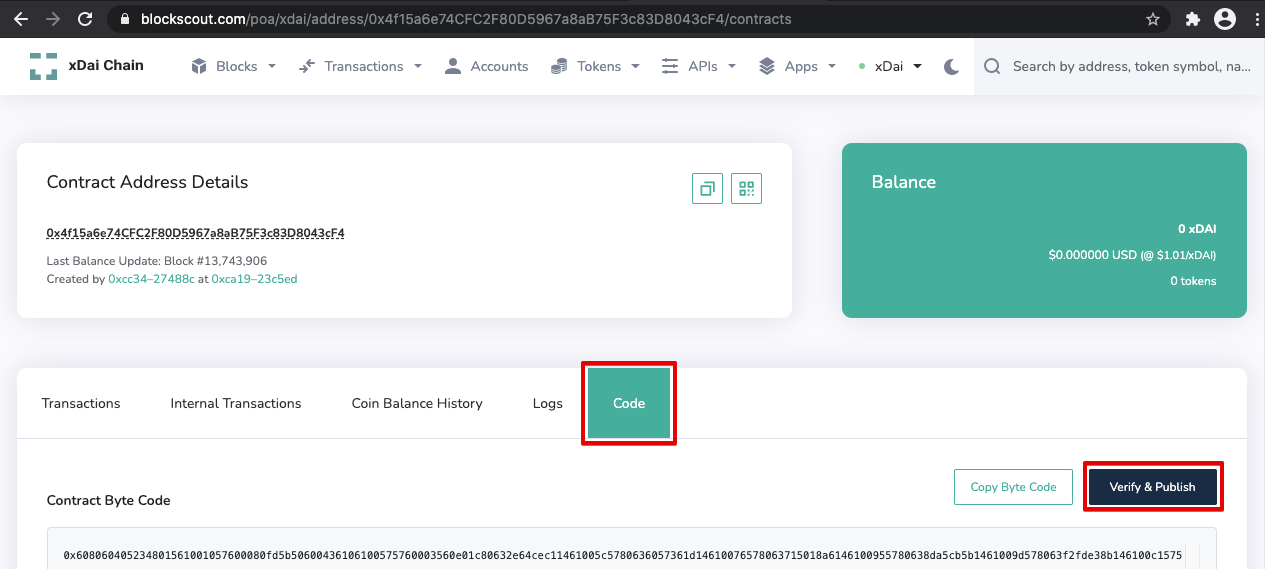 blockscout.com/poa/xdai/address/0x4f15a6e74CFC2F80D5967a8aB75F3c83D8043cF4/contracts
xDai Chain Blocks Transactions Accounts Tokens APIs Apps xDai Search by address, token symbol, na...
Contract Address Details
0x4f15a6e74CFC2F80D5967a8aB75F3c83D8043cF4
Last Balance Update: Block #13,743,906
Created by 0xcc34–27488c at 0xca19–23c5ed
Balance
0 xDAI
$0.000000 USD (@ $1.01/xDAI)
0 tokens
Transactions Internal Transactions Coin Balance History Logs Code
Copy Byte Code Verify & Publish
Contract Byte Code
0x608060405234801561001057600080fd5b50600436106100575760003560e01c80632e64cec11461005c5780636057361d14610076578063715018a6146100955780638da5cb5b1461009d578063f2fde38b146100c1575